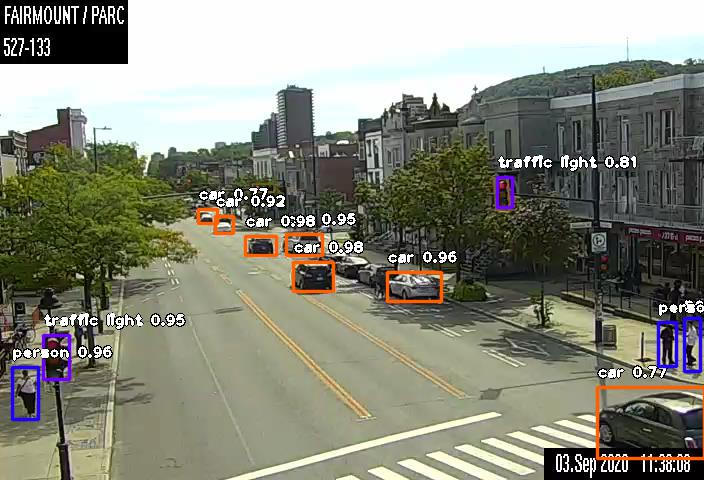 FAIRMOUNT / PARC
527-133
traffic light 0.81
car 0.77
car 0.92
car 0.98
0.95
car 0.98
car 0.96
traffic light 0.95
person 0.96
car 0.77
03.Sep 2020 11:38:08